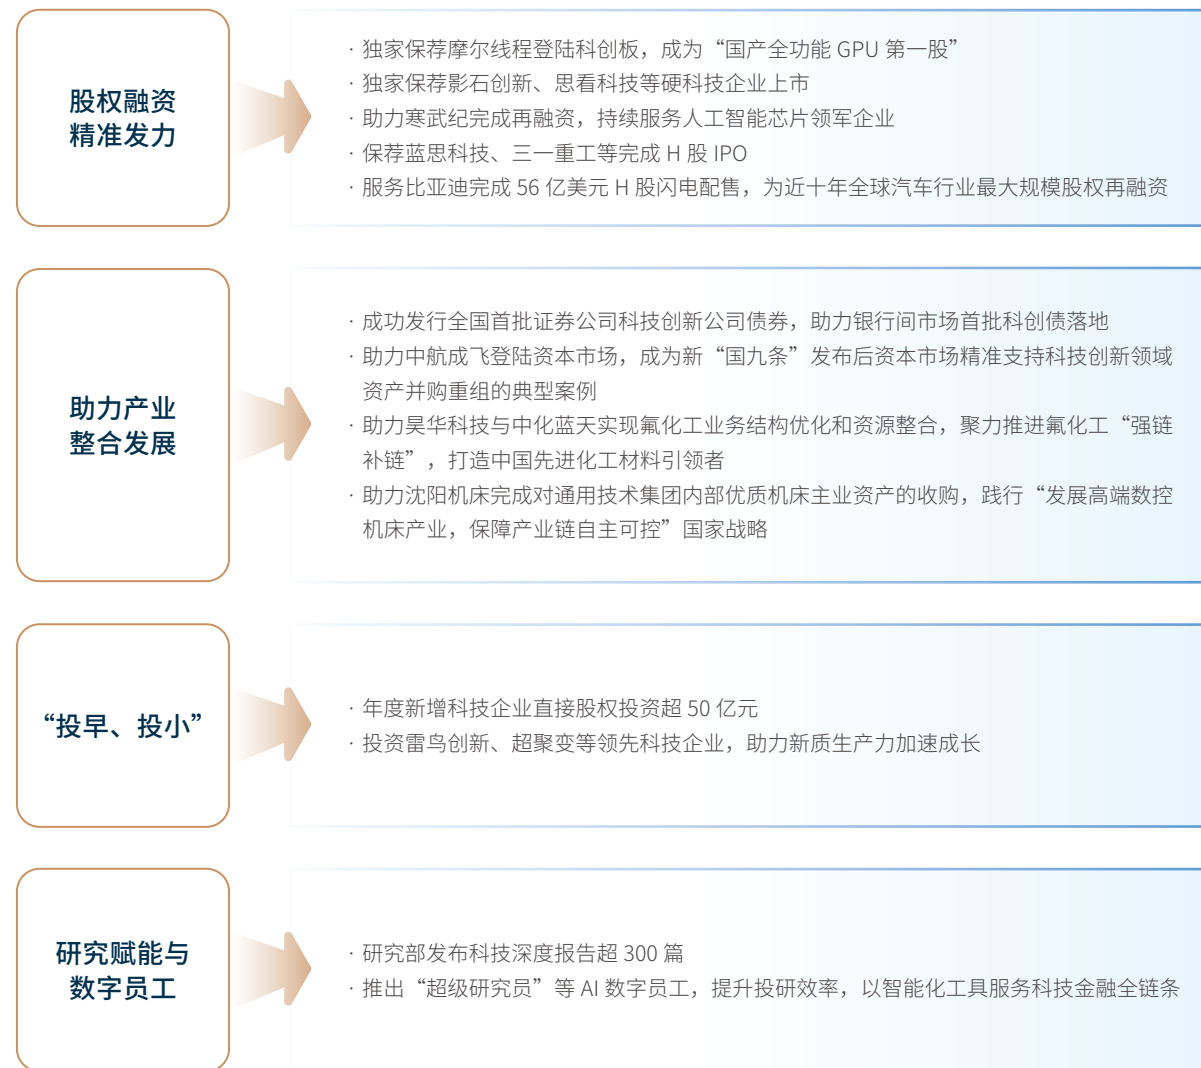 股权融资
精准发力
· 独家保荐摩尔线程登陆科创板，成为“国产全功能 GPU 第一股”
· 独家保荐影石创新、思看科技等硬科技企业上市
· 助力寒武纪完成再融资，持续服务人工智能芯片领军企业
· 保荐蓝思科技、三一重工等完成 H 股 IPO
· 服务比亚迪完成 56 亿美元 H 股闪电配售，为近十年全球汽车行业最大规模股权再融资
助力产业
整合发展
· 成功发行全国首批证券公司科技创新公司债券，助力银行间市场首批科创债落地
· 助力中航成飞登陆资本市场，成为新“国九条”发布后资本市场精准支持科技创新领域
资产并购重组的典型案例
· 助力昊华科技与中化蓝天实现氟化工业务结构优化和资源整合，聚力推进氟化工“强链
补链”，打造中国先进化工材料引领者
· 助力沈阳机床完成对通用技术集团内部优质机床主业资产的收购，践行“发展高端数控
机床产业，保障产业链自主可控”国家战略
“投早、投小”
· 年度新增科技企业直接股权投资超 50 亿元
· 投资雷鸟创新、超聚变等领先科技企业，助力新质生产力加速成长
研究赋能与
数字员工
· 研究部发布科技深度报告超 300 篇
· 推出“超级研究员”等 AI 数字员工，提升投研效率，以智能化工具服务科技金融全链条